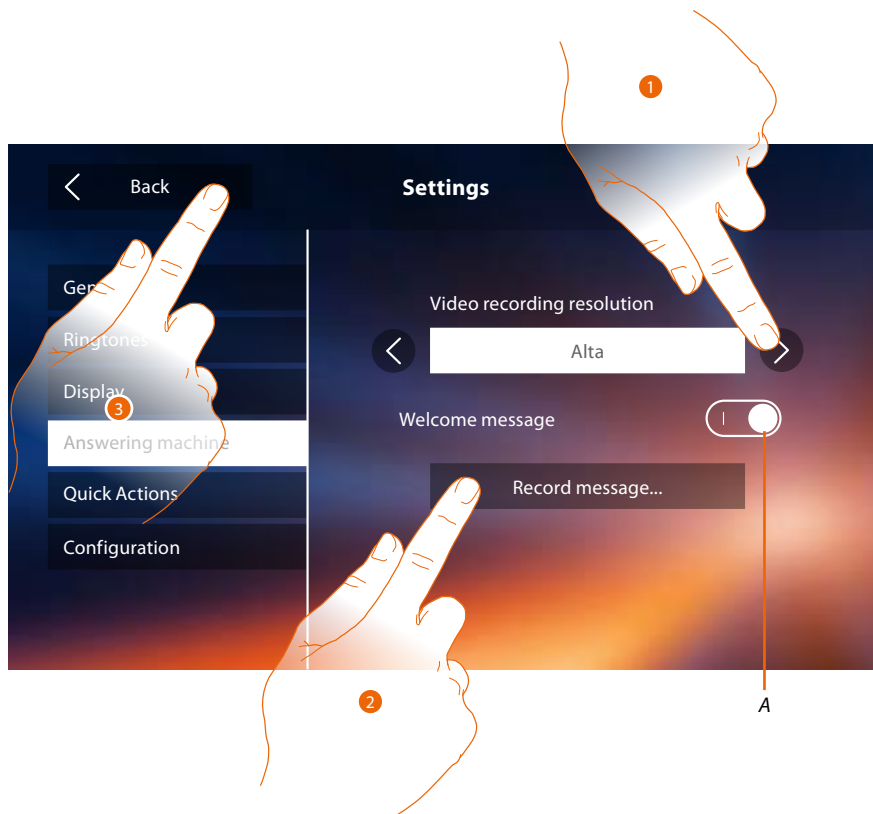 1
Back
Settings
Ringtones
Display
3
Answering machine
Quick Actions
Configuration
Video recording resolution
Alta
Welcome message
Record message...
2
A